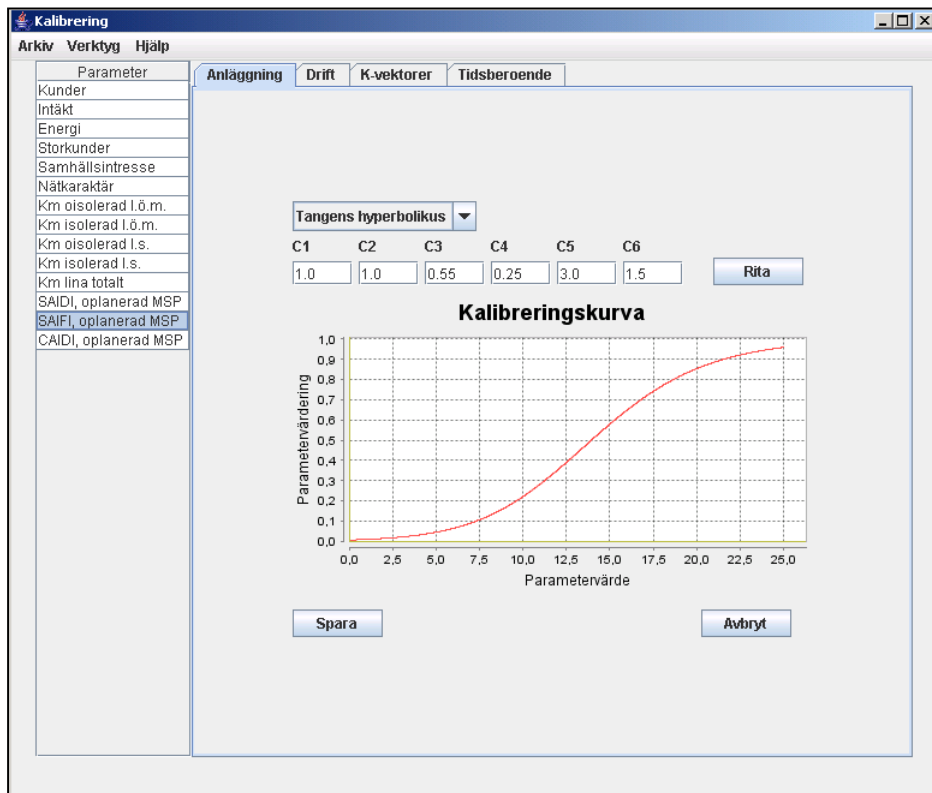 Kalibrering
Arkiv Verktyg Hjälp
Parameter
Kunder
Intäkt
Energi
Storkunder
Samhällsintresse
Nätkaraktär
Km oisolerad l.ö.m.
Km isolerad l.ö.m.
Km oisolerad l.s.
Km isolerad l.s.
Km lina totalt
SAIDI, oplanerad MSP
SAIFI, oplanerad MSP
CAIDI, oplanerad MSP
Anläggning Drift K-vektorer Tidsberoende
Tangens hyperbolikus
C1 C2 C3 C4 C5 C6
1.0 1.0 0.55 0.25 3.0 1.5 Rita
Kalibreringskurva
Parametervärdering
1,0
0,9
0,8
0,7
0,6
0,5
0,4
0,3
0,2
0,1
0,0
0,0 2,5 5,0 7,5 10,0 12,5 15,0 17,5 20,0 22,5 25,0
Parametervärde
Spara Avbryt